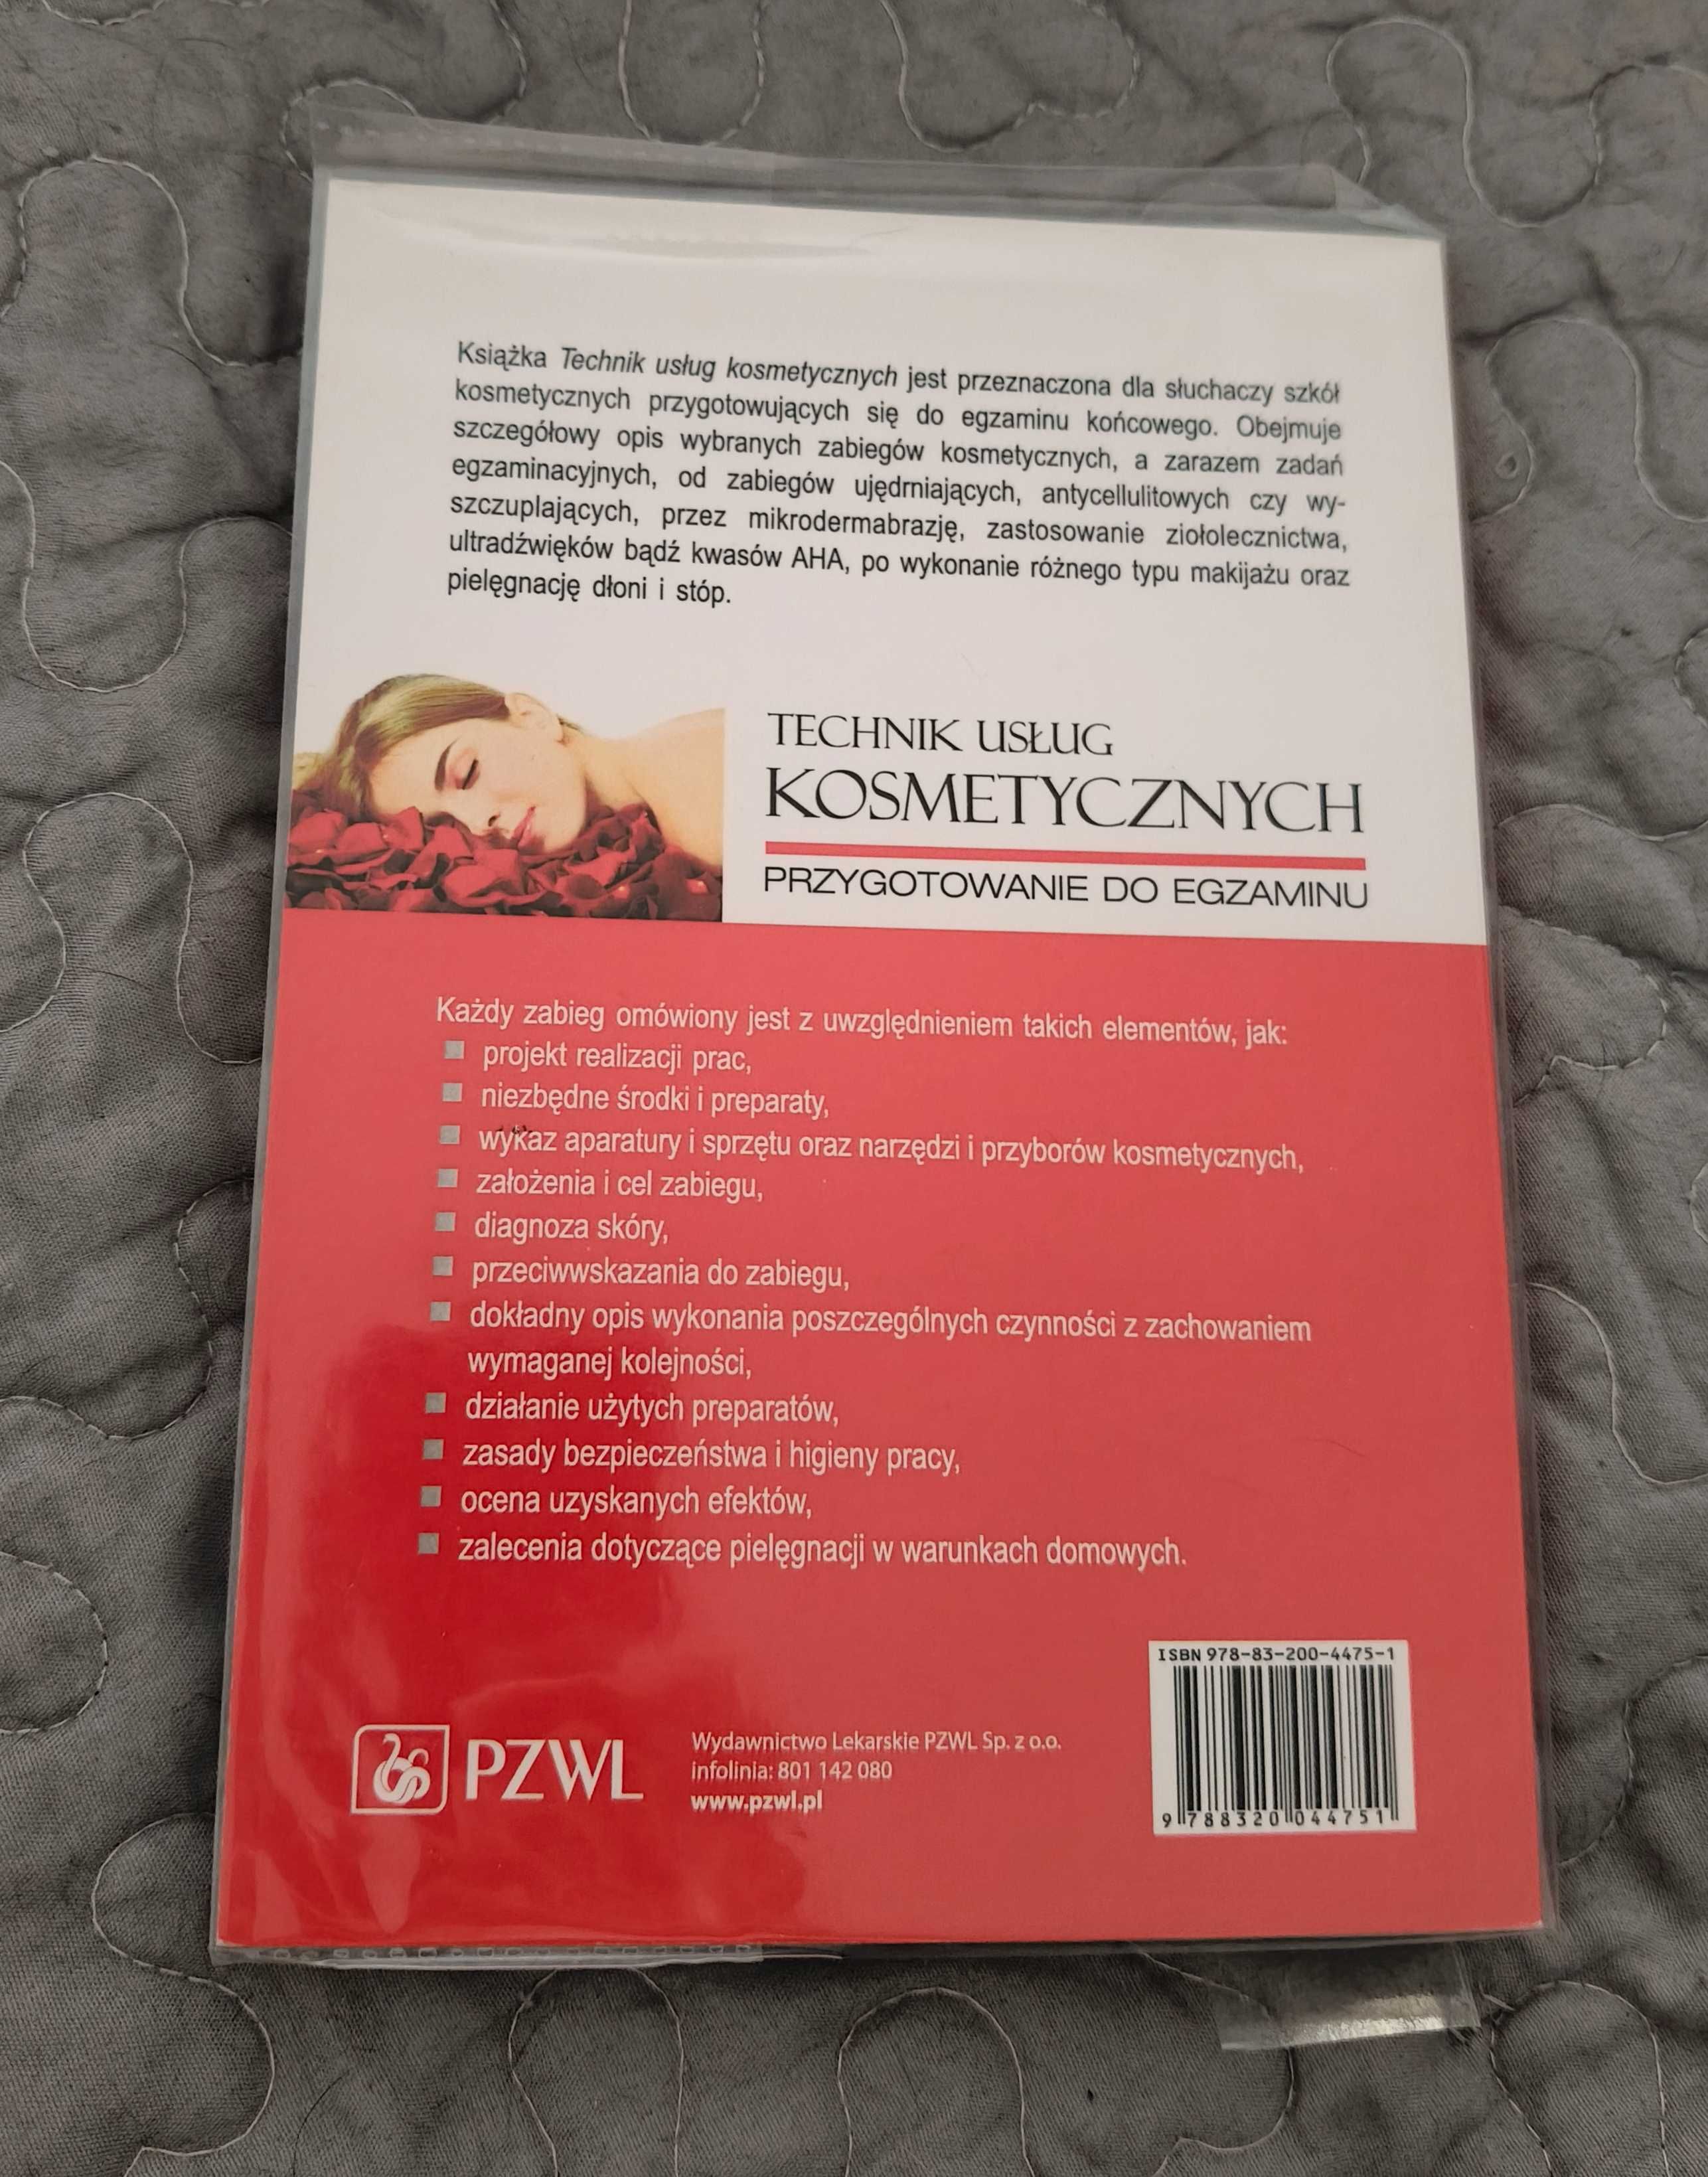 Książka Technik usług kosmetycznych jest przeznaczona dla słuchaczy szkół
kosmetycznych przygotowujących się do egzaminu końcowego. Obejmuje
szczegółowy opis wybranych zabiegów kosmetycznych, a zarazem zadań
egzaminacyjnych, od zabiegów ujędrniających, antycellulitowych czy wy-
szczuplających, przez mikrodermabrazję, zastosowanie ziołolecznictwa,
ultradźwięków bądź kwasów AHA, po wykonanie różnego typu makijażu oraz
pielęgnację dłoni i stóp.
TECHNIK USŁUG
KOSMETYCZNYCH
PRZYGOTOWANIE DO EGZAMINU
Każdy zabieg omówiony jest z uwzględnieniem takich elementów, jak:
projekt realizacji prac,
niezbędne środki i preparaty,
wykaz aparatury i sprzętu oraz narzędzi i przyborów kosmetycznych,
założenia i cel zabiegu,
diagnoza skóry,
przeciwwskazania do zabiegu,
dokładny opis wykonania poszczególnych czynności z zachowaniem
wymaganej kolejności,
działanie użytych preparatów,
zasady bezpieczeństwa i higieny pracy,
ocena uzyskanych efektów,
zalecenia dotyczące pielęgnacji w warunkach domowych.
PZWL
Wydawnictwo Lekarskie PZWL Sp. z o.o.
infolinia: 801 142 080
www.pzwl.pl
ISBN 978-83-200-4475-1
9 788320 044751